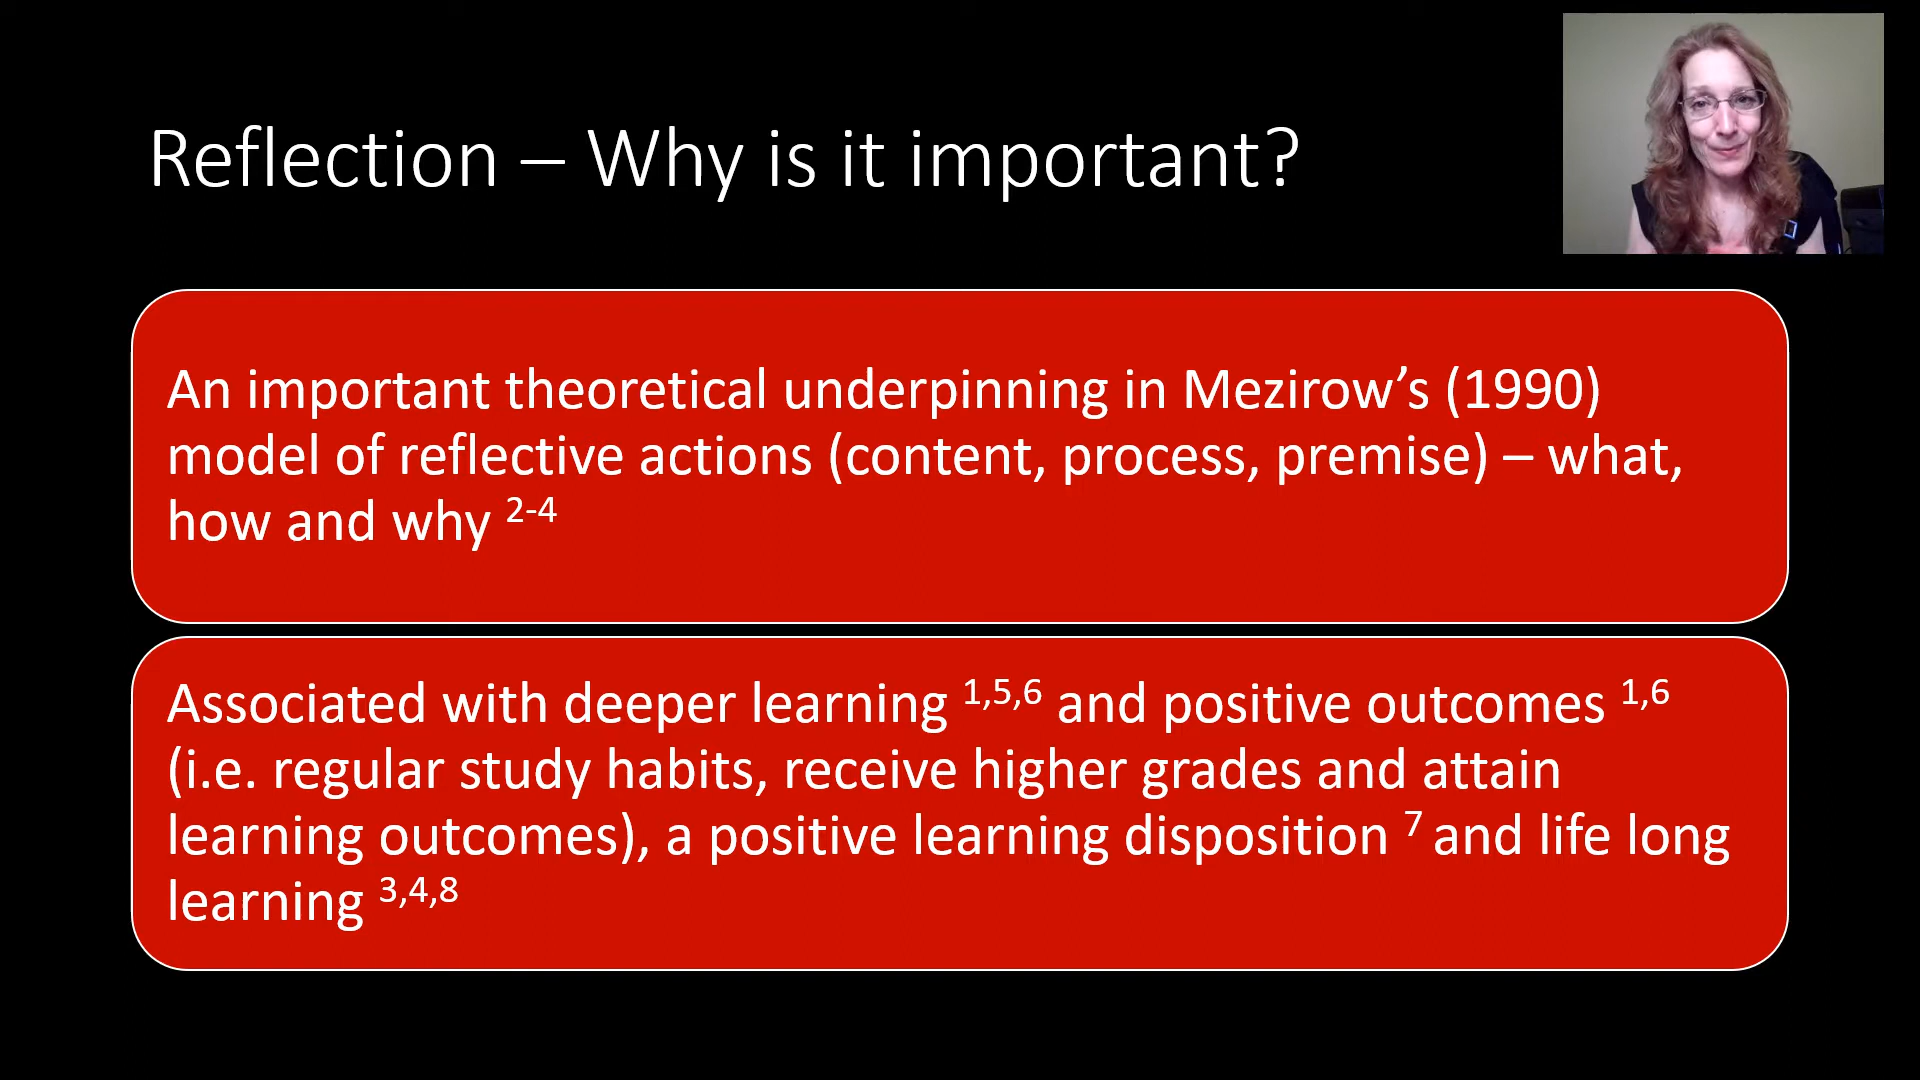 Reflection – Why is it important?
An important theoretical underpinning in Mezirow’s (1990)
model of reflective actions (content, process, premise) – what,
how and why 2-4
Associated with deeper learning 1,5,6 and positive outcomes 1,6
(i.e. regular study habits, receive higher grades and attain
learning outcomes), a positive learning disposition 7 and life long
learning 3,4,8